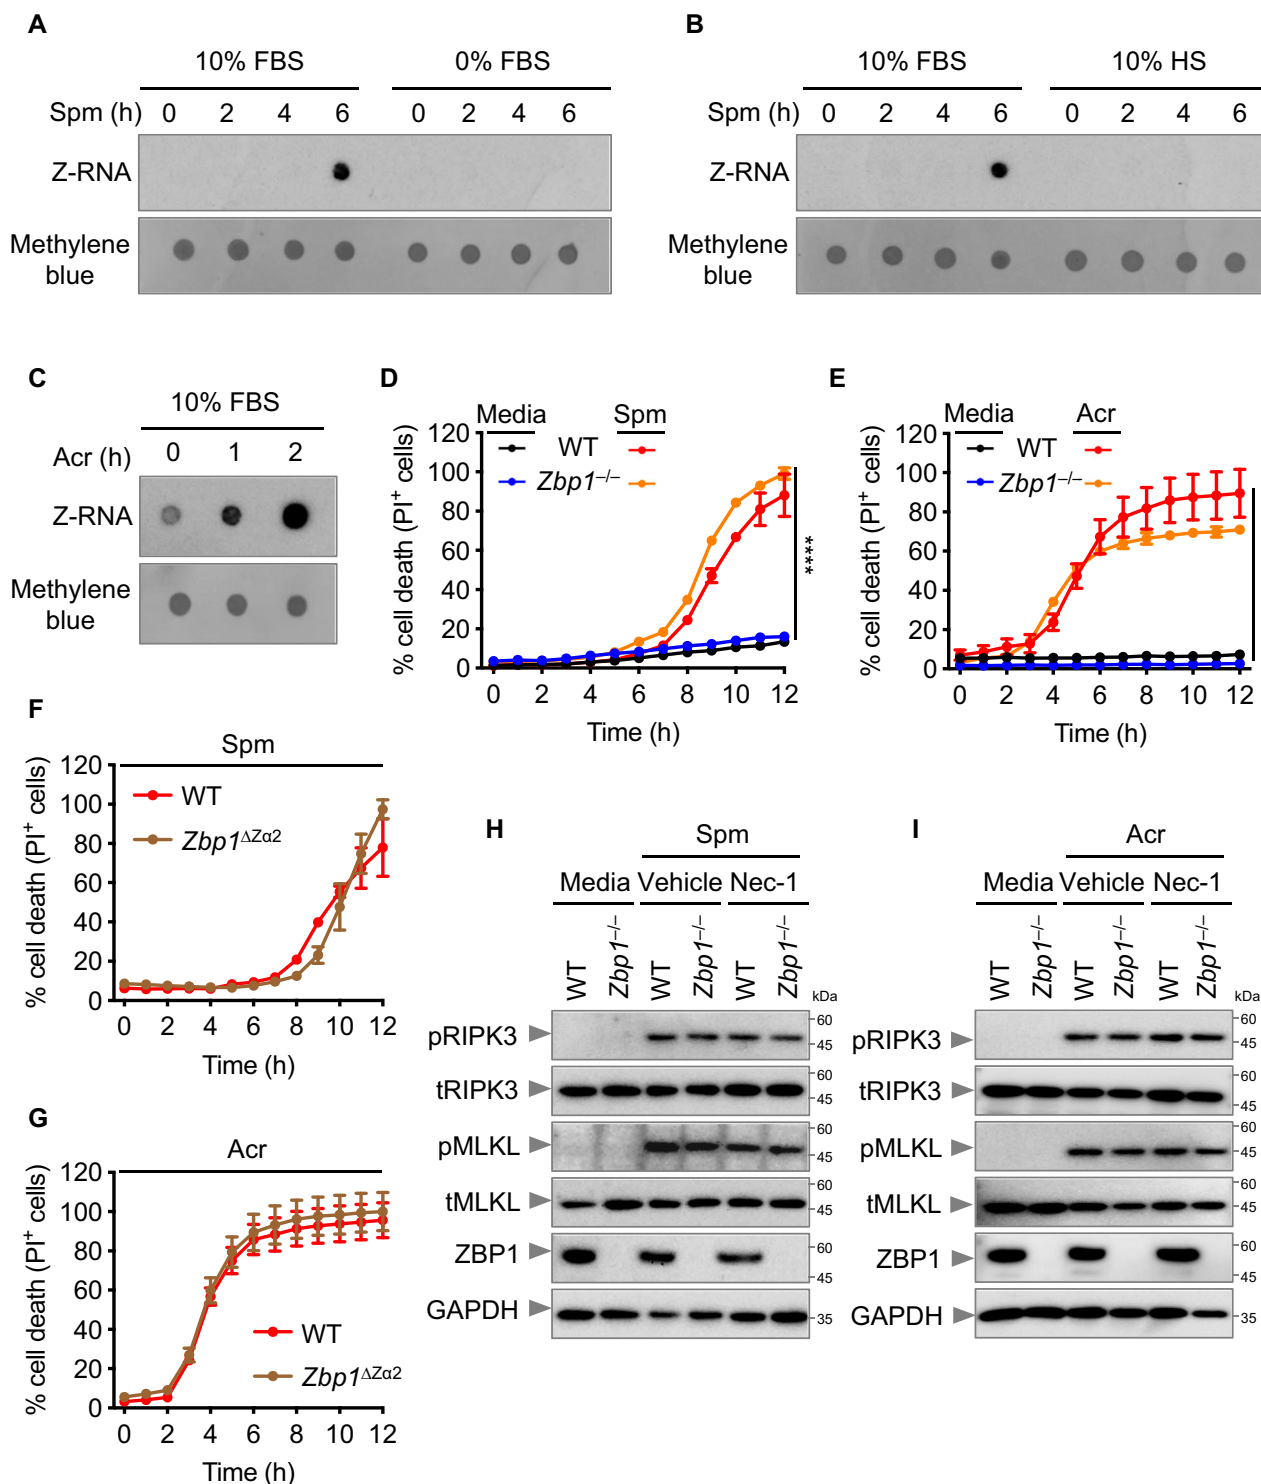 A
10% FBS 0% FBS
Spm (h) 0 2 4 6 0 2 4 6
Z-RNA
Methylene
blue
B
10% FBS 10% HS
Spm (h) 0 2 4 6 0 2 4 6
Z-RNA
Methylene
blue
C
10% FBS
Acr (h) 0 1 2
Z-RNA
Methylene
blue
D
Media Spm
WT
Zbp1–/–
% cell death (PI+ cells)
120
100
80
60
40
20
0
0 2 4 6 8 10 12
Time (h)
****
E
Media Acr
WT
Zbp1–/–
% cell death (PI+ cells)
120
100
80
60
40
20
0
0 2 4 6 8 10 12
Time (h)
F
Spm
WT
Zbp1ΔZα2
% cell death (PI+ cells)
120
100
80
60
40
20
0
0 2 4 6 8 10 12
Time (h)
G
Acr
% cell death (PI+ cells)
120
100
80
60
40
20
0
WT
Zbp1ΔZα2
0 2 4 6 8 10 12
Time (h)
H
Spm
Media Vehicle Nec-1
WT Zbp1–/– WT Zbp1–/– WT Zbp1–/–
kDa
pRIPK3 60 45
tRIPK3 60 45
pMLKL 60 45
tMLKL 60 45
ZBP1 60 45
GAPDH 35
I
Acr
Media Vehicle Nec-1
WT Zbp1–/– WT Zbp1–/– WT Zbp1–/–
kDa
pRIPK3 60 45
tRIPK3 60 45
pMLKL 60 45
tMLKL 60 45
ZBP1 60 45
GAPDH 35